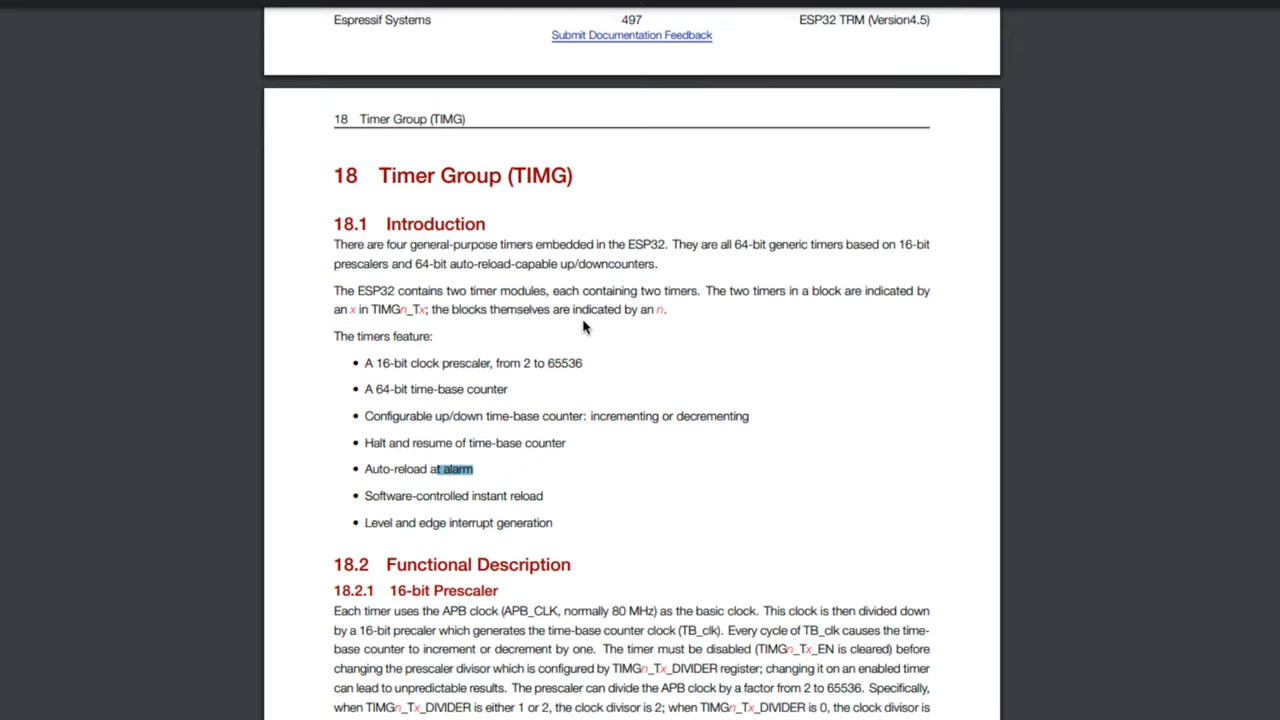 Espressif Systems 497 ESP32 TRM (Version4.5)
Submit Documentation Feedback
18 Timer Group (TIMG)
18 Timer Group (TIMG)
18.1 Introduction
There are four general-purpose timers embedded in the ESP32. They are all 64-bit generic timers based on 16-bit
prescalers and 64-bit auto-reload-capable up/downcounters.
The ESP32 contains two timer modules, each containing two timers. The two timers in a block are indicated by
an x in TIMGn_Tx; the blocks themselves are indicated by an n.
The timers feature:
• A 16-bit clock prescaler, from 2 to 65536
• A 64-bit time-base counter
• Configurable up/down time-base counter: incrementing or decrementing
• Halt and resume of time-base counter
• Auto-reload at alarm
• Software-controlled instant reload
• Level and edge interrupt generation
18.2 Functional Description
18.2.1 16-bit Prescaler
Each timer uses the APB clock (APB_CLK, normally 80 MHz) as the basic clock. This clock is then divided down
by a 16-bit precaler which generates the time-base counter clock (TB_clk). Every cycle of TB_clk causes the time-
base counter to increment or decrement by one. The timer must be disabled (TIMGn_Tx_EN is cleared) before
changing the prescaler divisor which is configured by TIMGn_Tx_DIVIDER register; changing it on an enabled timer
can lead to unpredictable results. The prescaler can divide the APB clock by a factor from 2 to 65536. Specifically,
when TIMGn_Tx_DIVIDER is either 1 or 2, the clock divisor is 2; when TIMGn_Tx_DIVIDER is 0, the clock divisor is